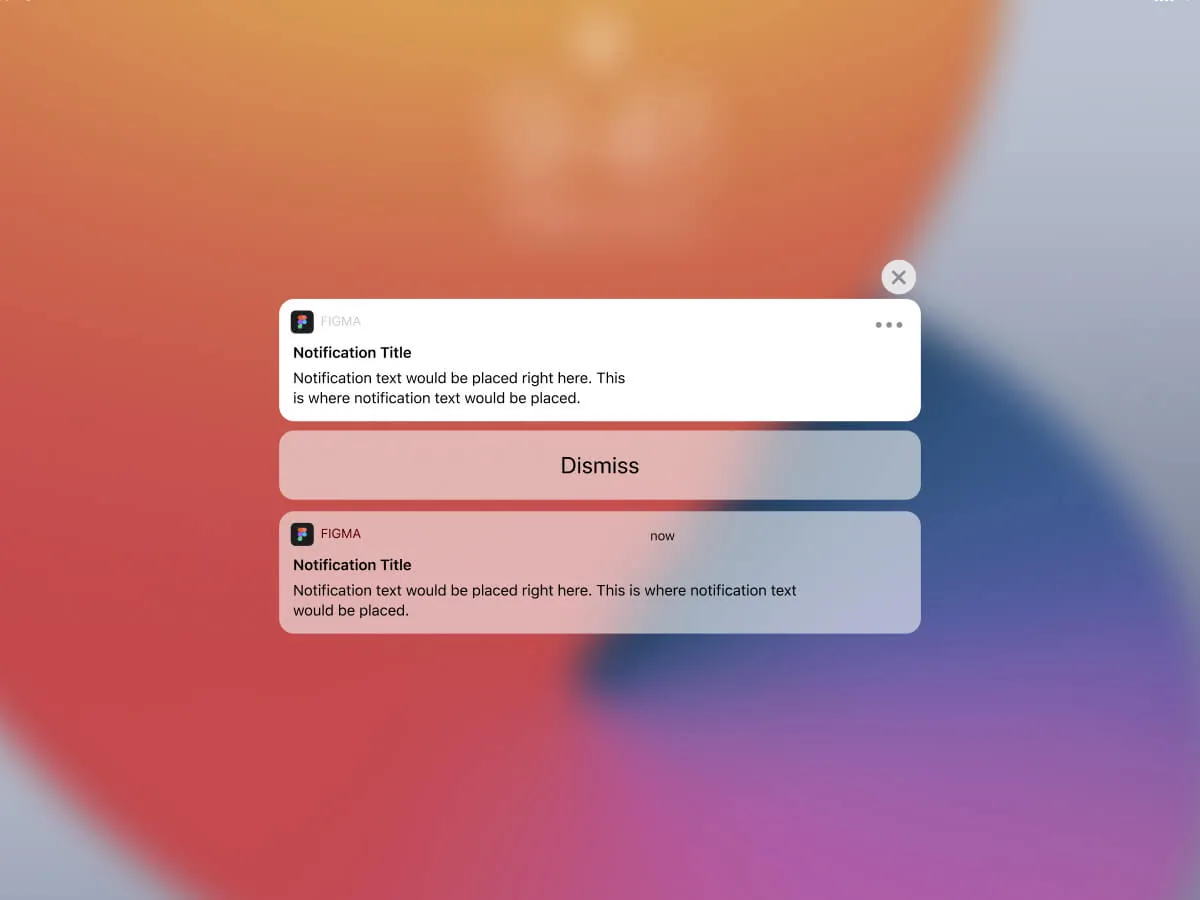 FIGMA
Notification Title
Notification text would be placed right here. This
is where notification text would be placed.
Dismiss
FIGMA
now
Notification Title
Notification text would be placed right here. This is where notification text
would be placed.